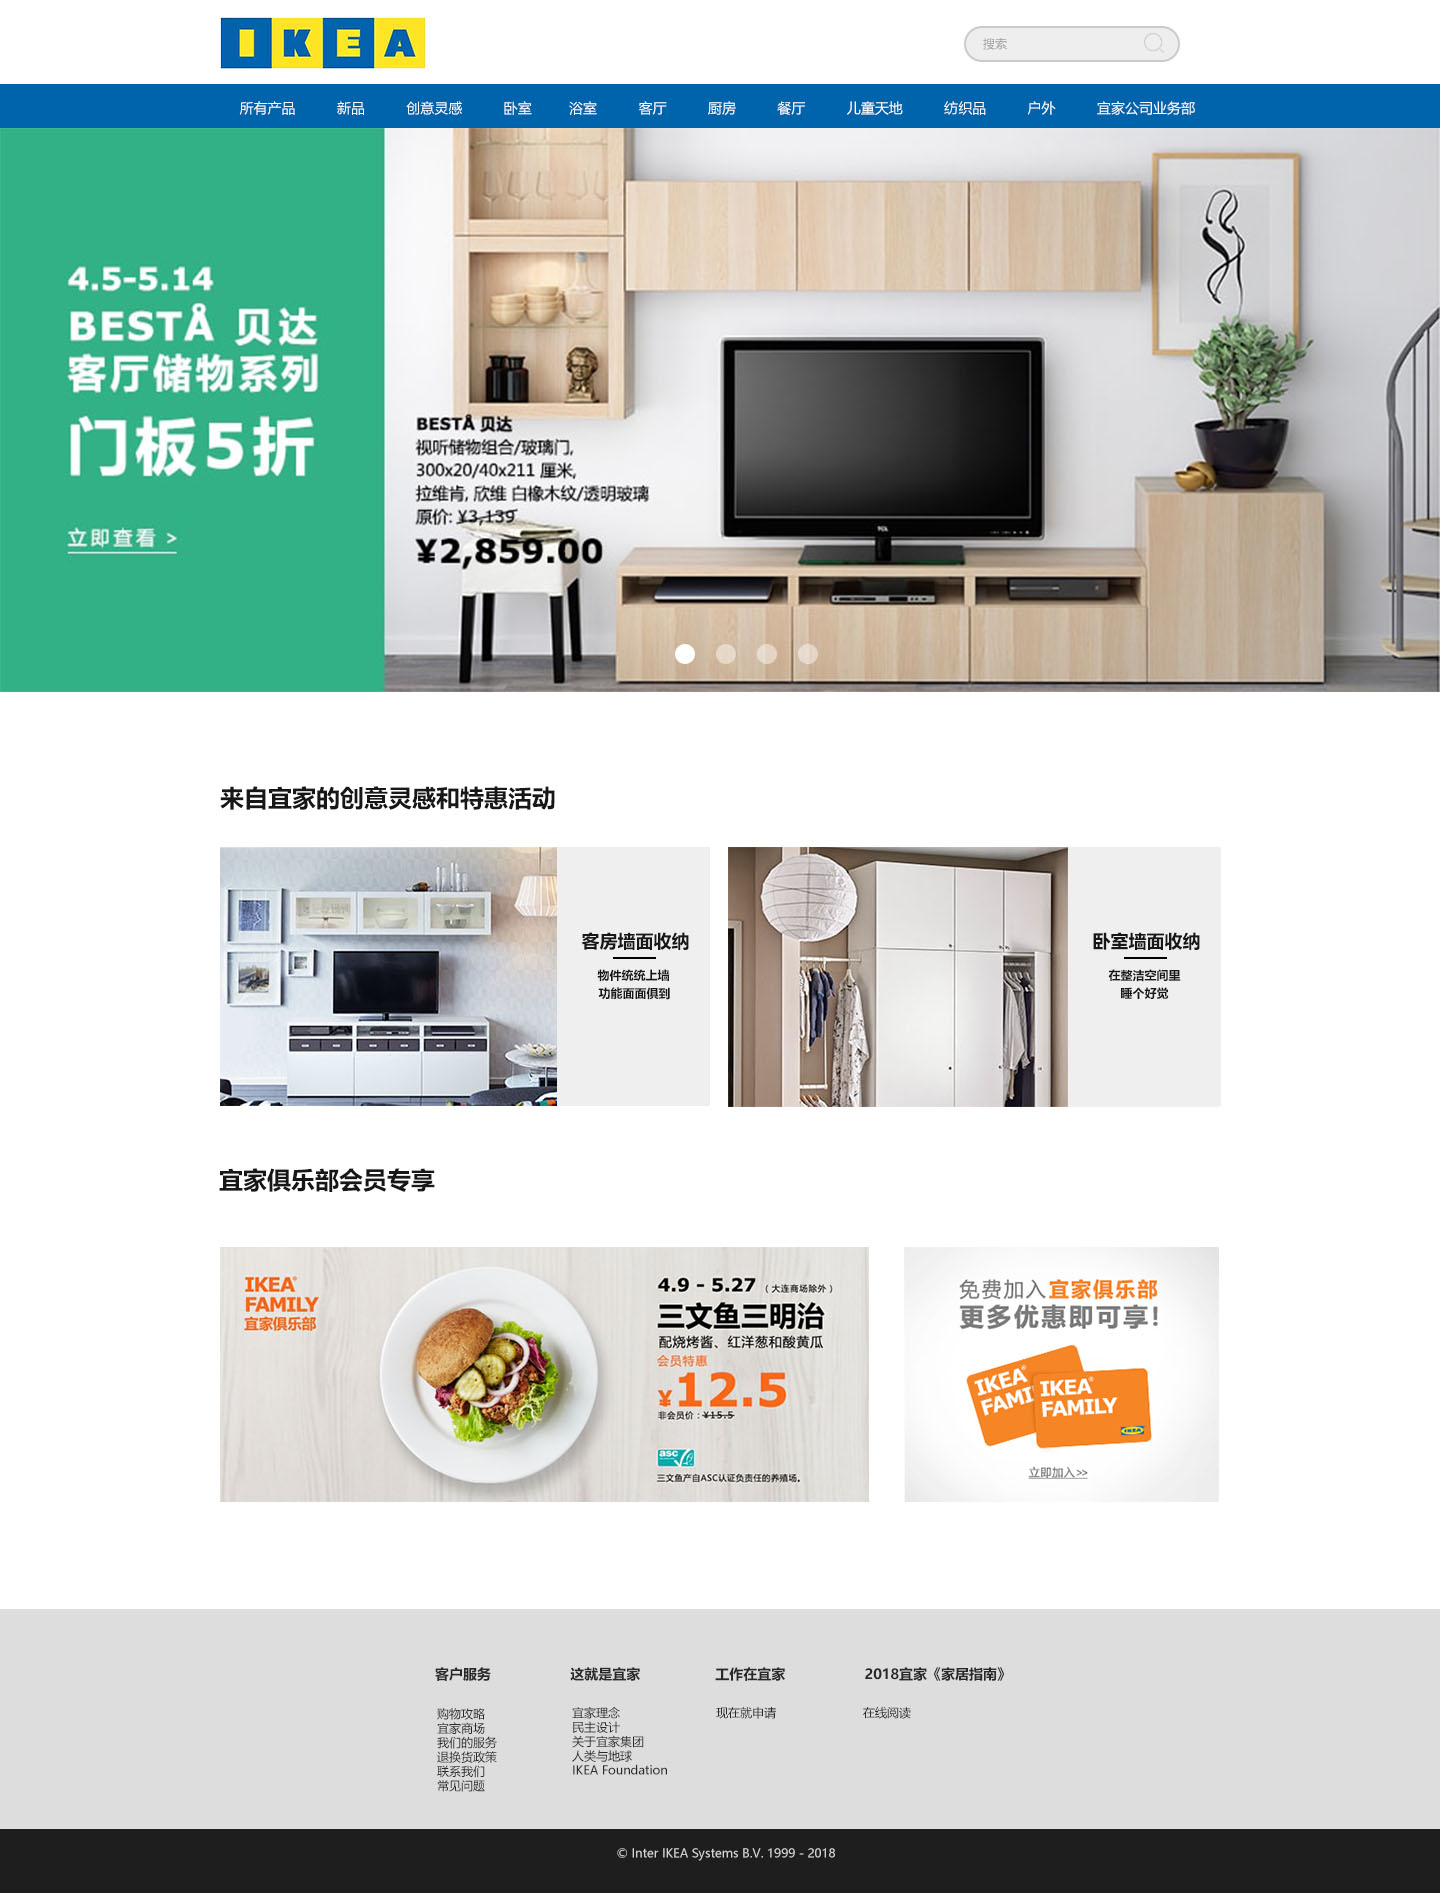 IKEA
搜索
所有产品 新品 创意灵感 卧室 浴室 客厅 厨房 餐厅 儿童天地 纺织品 户外 宜家公司业务部
4.5-5.14
BESTÅ 贝达
客厅储物系列
门板5折
立即查看 >
BESTÅ 贝达
视听储物组合/玻璃门,
300x20/40x211 厘米,
拉维肯, 欣维 白橡木纹/透明玻璃
原价: ¥3,139
¥2,859.00
TCL
来自宜家的创意灵感和特惠活动
客房墙面收纳
物件统统上墙
功能面面俱到
卧室墙面收纳
在整洁空间里
睡个好觉
宜家俱乐部会员专享
IKEA
FAMILY
宜家俱乐部
4.9 - 5.27 （大连商场除外）
三文鱼三明治
配烧烤酱、红洋葱和酸黄瓜
会员特惠
¥12.5
非会员价：¥15.5
asc
三文鱼产自ASC认证负责任的养殖场。
免费加入宜家俱乐部
更多优惠即可享!
IKEA
FAMI
IKEA
FAMILY
IKEA
立即加入>>
客户服务
购物攻略
宜家商场
我们的服务
退换货政策
联系我们
常见问题
这就是宜家
宜家理念
民主设计
关于宜家集团
人类与地球
IKEA Foundation
工作在宜家
现在就申请
2018宜家《家居指南》
在线阅读
© Inter IKEA Systems B.V. 1999 - 2018